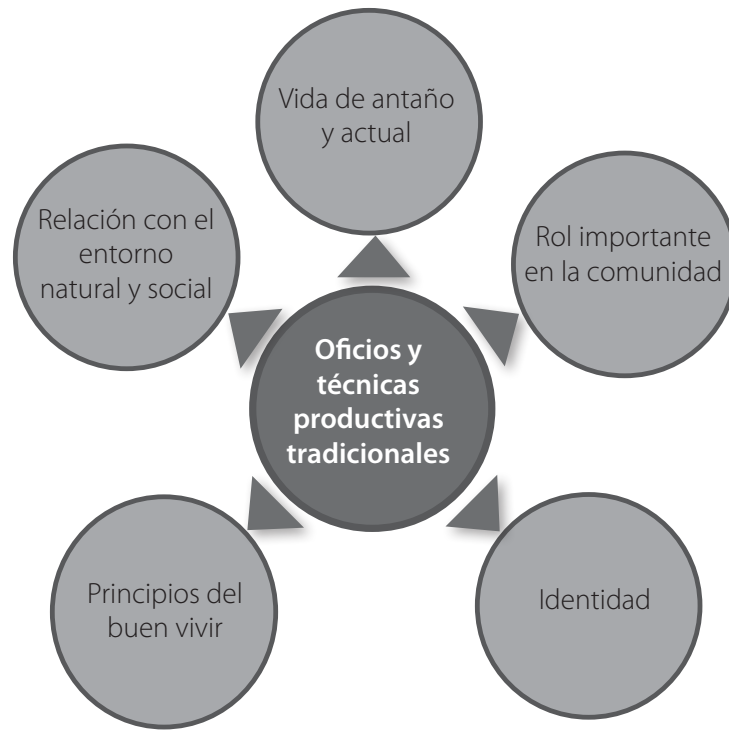 Vida de antaño
y actual
Relación con el
entorno
natural y social
Rol importante
en la comunidad
Oficios y
técnicas
productivas
tradicionales
Principios del
buen vivir
Identidad